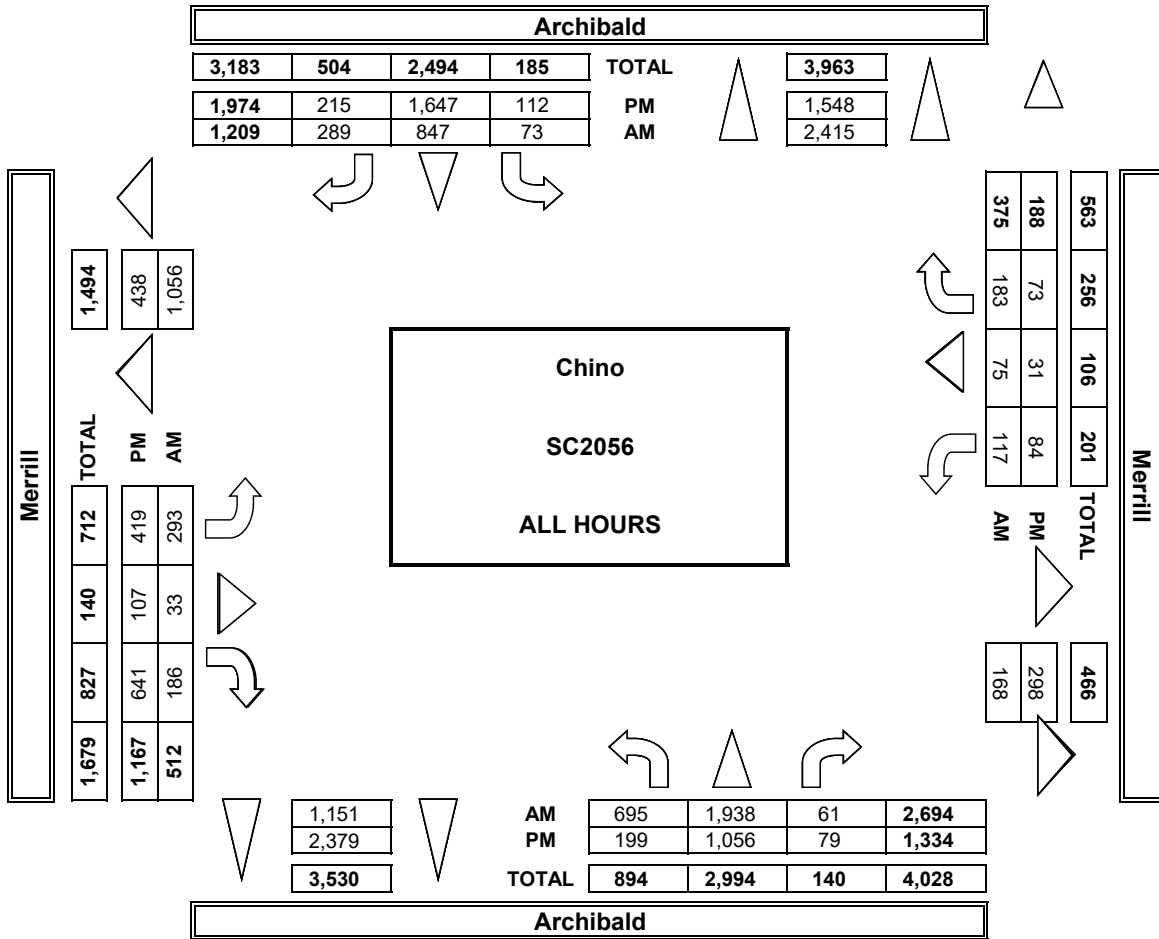 Archibald
3,183 504 2,494 185 TOTAL 3,963
1,974 215 1,647 112 PM 1,548
1,209 289 847 73 AM 2,415
Merrill
1,494
438
1,056
TOTAL 712 140 827 1,679
PM 419 107 641 1,167
AM 293 33 186 512
Chino
SC2056
ALL HOURS
563 256 106 201 TOTAL 466
188 73 31 84 PM 298
375 183 75 117 AM 168
Merrill
1,151 AM 695 1,938 61 2,694
2,379 PM 199 1,056 79 1,334
3,530 TOTAL 894 2,994 140 4,028
Archibald